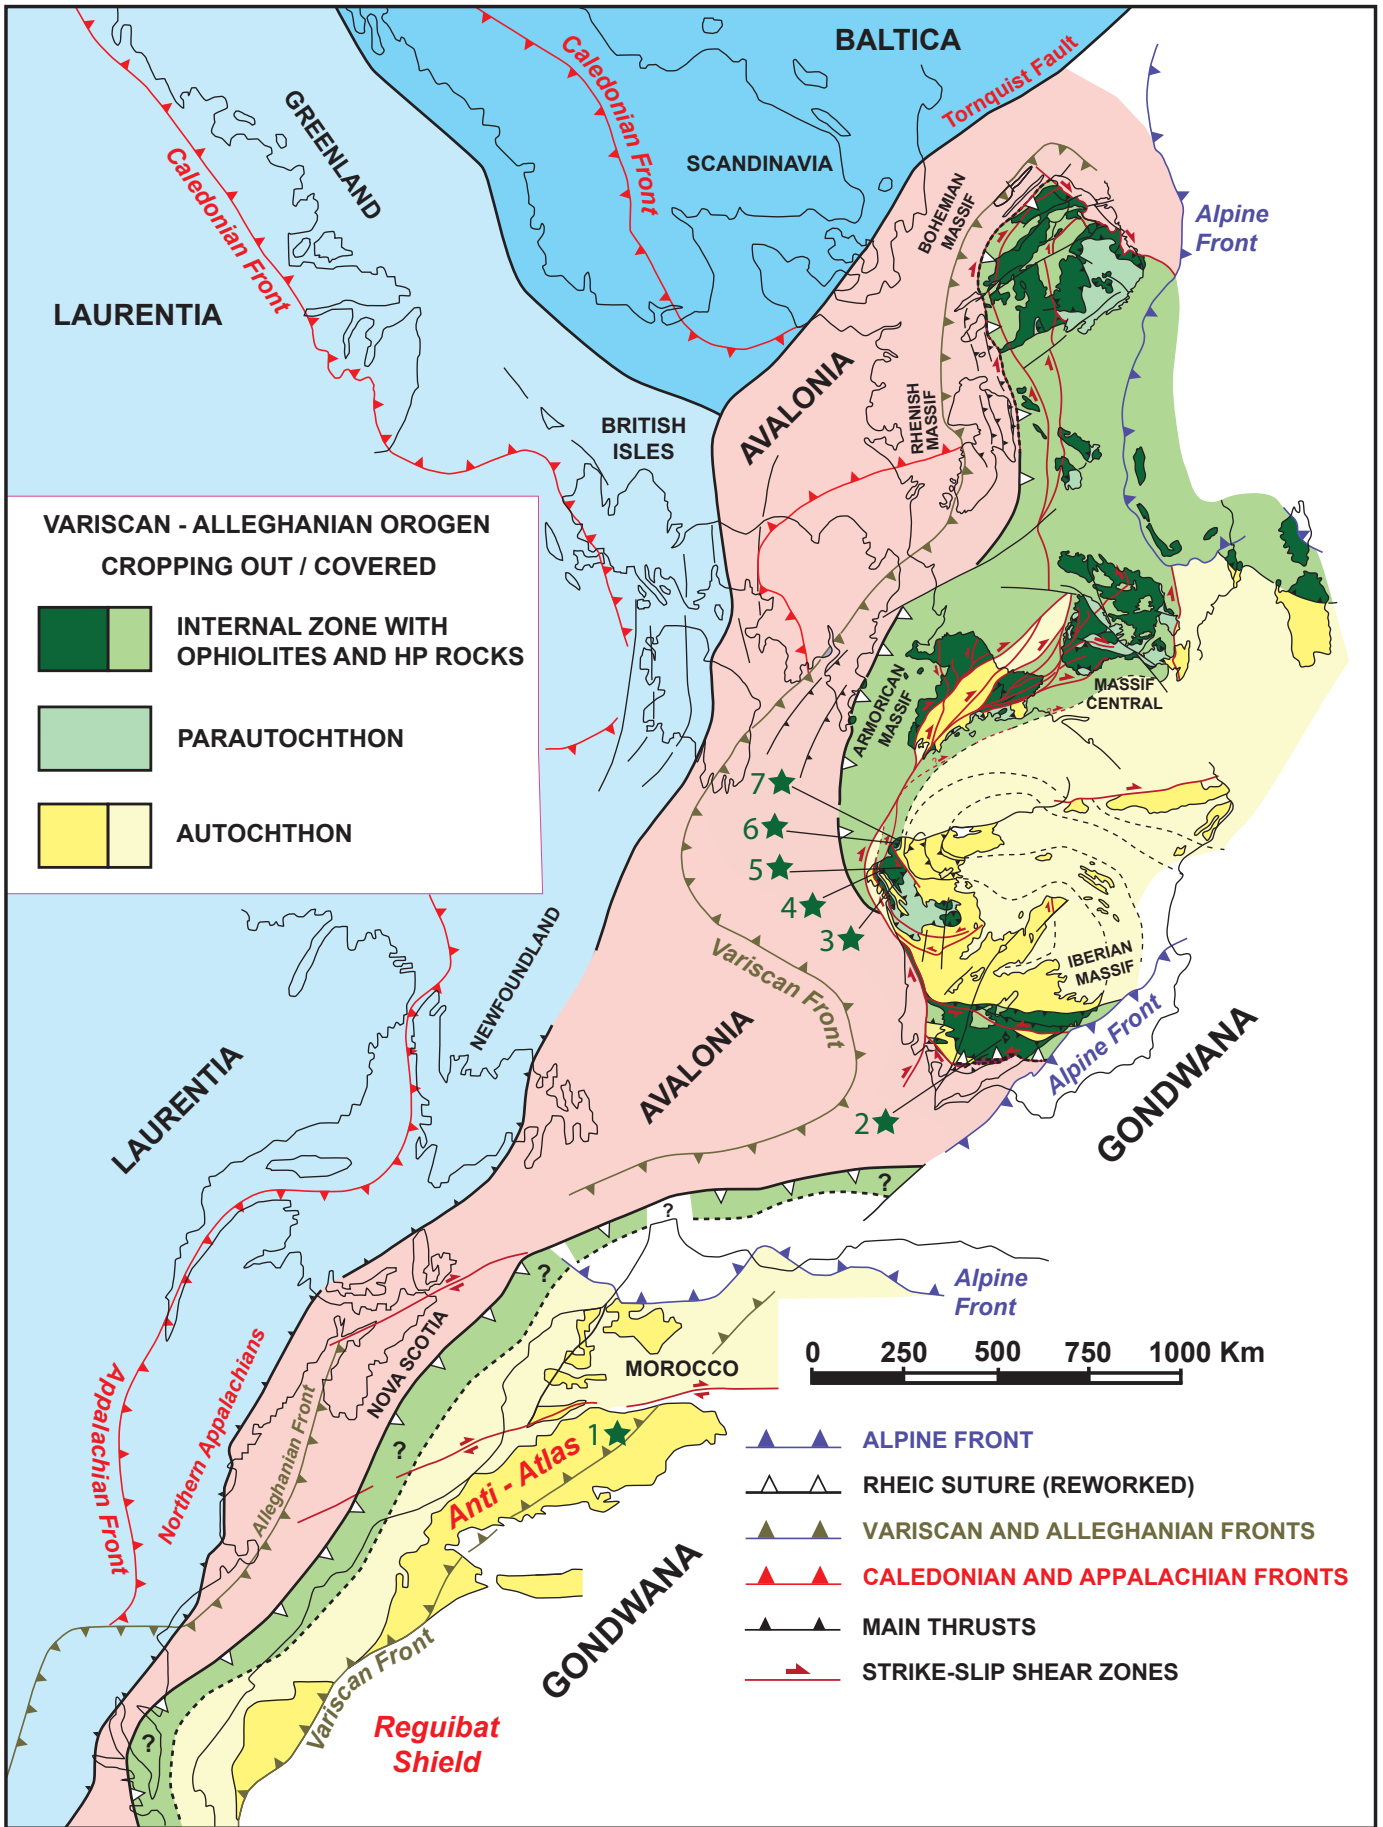 BALTICA
Tornquist Fault
Caledonian Front
GREENLAND
SCANDINAVIA
Caledonian Front
BOHEMIAN
MASSIF
Alpine
Front
LAURENTIA
AVALONIA
RHENISH
MASSIF
BRITISH
ISLES
VARISCAN - ALLEGHANIAN OROGEN
CROPPING OUT / COVERED
INTERNAL ZONE WITH
OPHIOLITES AND HP ROCKS
PARAUTOCHTHON
AUTOCHTHON
ARMORICAN
MASSIF
MASSIF
CENTRAL
7
6
5
4
3
NEWFOUNDLAND
Variscan Front
IBERIAN
MASSIF
LAURENTIA
AVALONIA
Alpine Front
GONDWANA
2
?
?
?
Alpine
Front
NOVA SCOTIA
MOROCCO
0 250 500 750 1000 Km
Appalachian Front
Northern Appalachians
Alleghanian Front
?
1
Anti - Atlas
ALPINE FRONT
RHEIC SUTURE (REWORKED)
VARISCAN AND ALLEGHANIAN FRONTS
CALEDONIAN AND APPALACHIAN FRONTS
MAIN THRUSTS
STRIKE-SLIP SHEAR ZONES
GONDWANA
Variscan Front
Reguibat
Shield
?